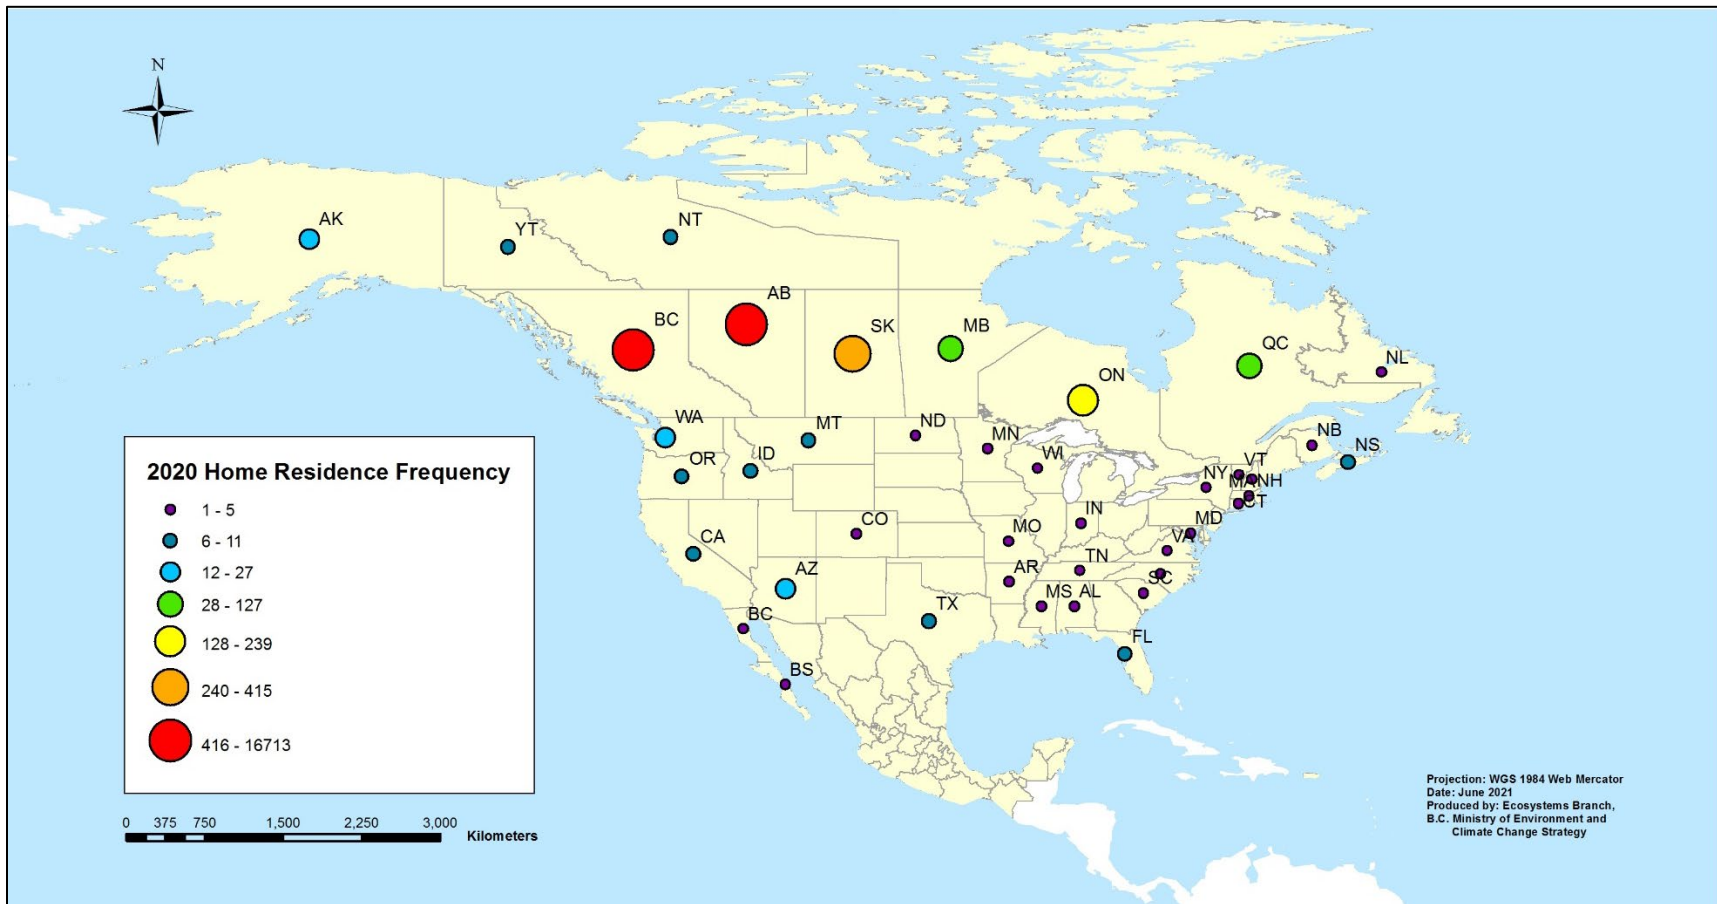 N
AK
YT
NT
AB
BC
SK
MB
QC
NL
ON
WA
MT
ND
MN
NB
NS
OR
ID
WI
VT
NY
MA
NH
CT
CO
IN
MD
MO
VA
CA
TN
AZ
AR
SC
MS
AL
TX
BC
FL
BS
2020 Home Residence Frequency
1 - 5
6 - 11
12 - 27
28 - 127
128 - 239
240 - 415
416 - 16713
0 375 750 1,500 2,250 3,000
Kilometers
Projection: WGS 1984 Web Mercator
Date: June 2021
Produced by: Ecosystems Branch,
B.C. Ministry of Environment and
Climate Change Strategy